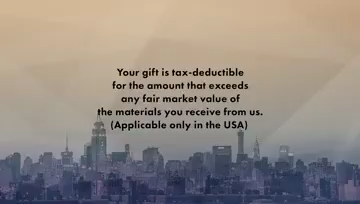 Your gift is tax-deductible
for the amount that exceeds
any fair market value of
the materials you receive from us.
(Applicable only in the USA)